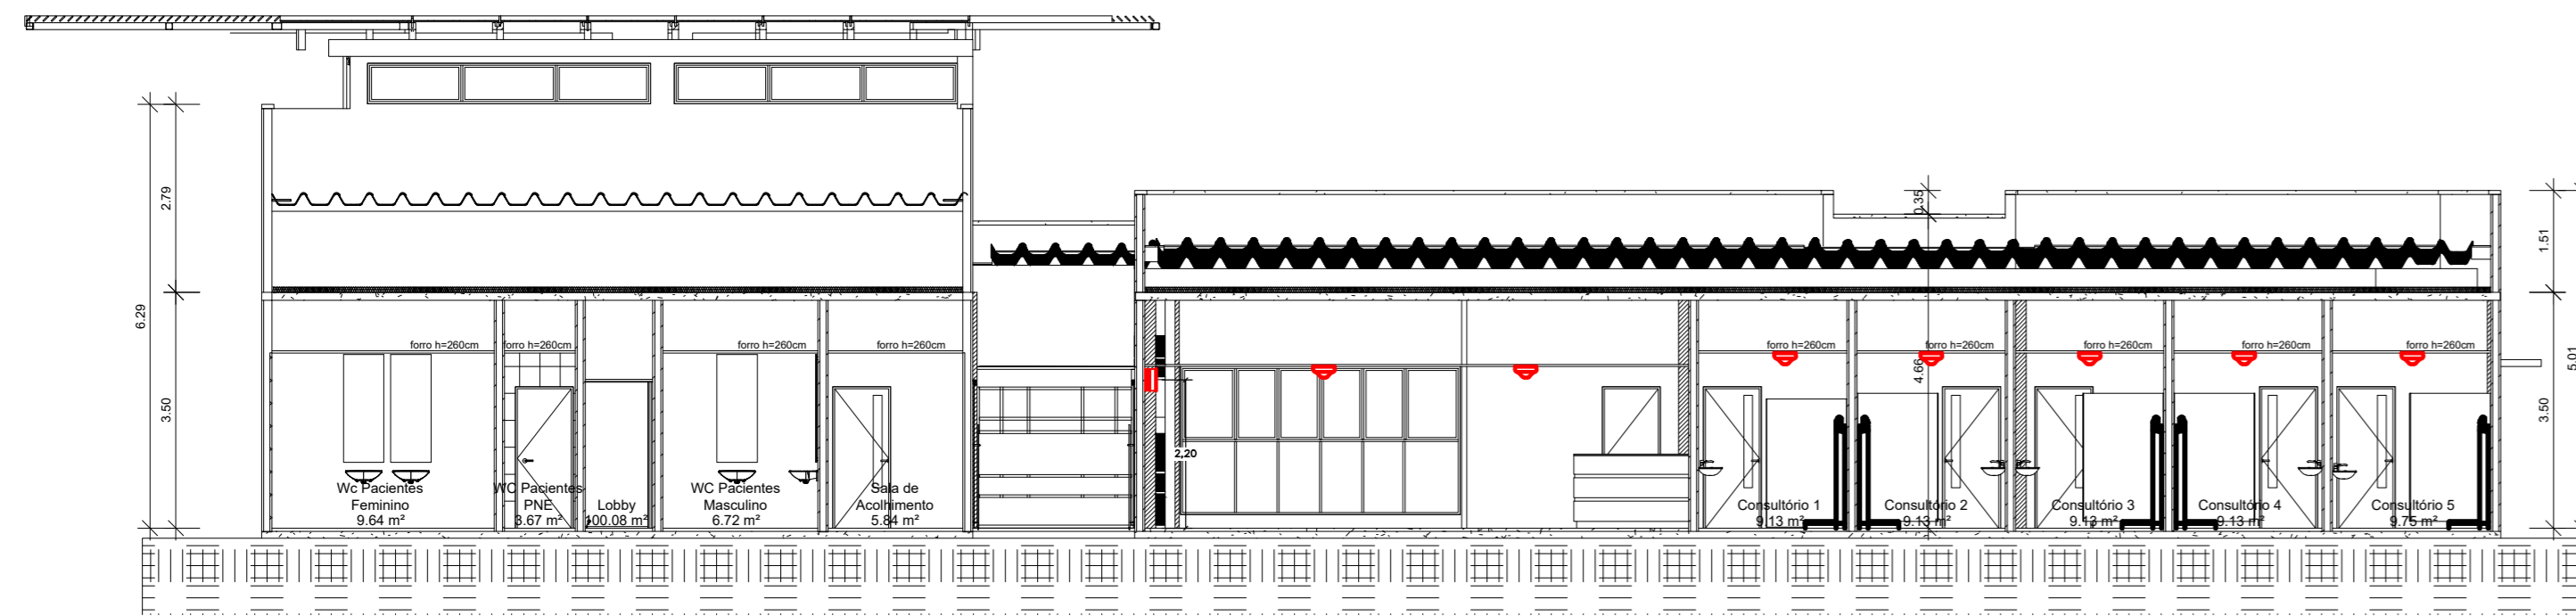 0.35
2.79
1.51
6.29
forro h=260cm
forro h=260cm
forro h=260cm
forro h=260cm
forro h=260cm
forro h=260cm
forro h=260cm
forro h=260cm
forro h=260cm
4.66
5.01
3.50
3.50
2,20
Wc Pacientes
Feminino
9.64 m²
WC Pacientes
PNE
3.67 m²
Lobby
100.08 m²
WC Pacientes
Masculino
6.72 m²
Sala de
Acolhimento
5.84 m²
Consultório 1
9.13 m²
Consultório 2
9.13 m²
Consultório 3
9.13 m²
Consultório 4
9.13 m²
Consultório 5
9.75 m²